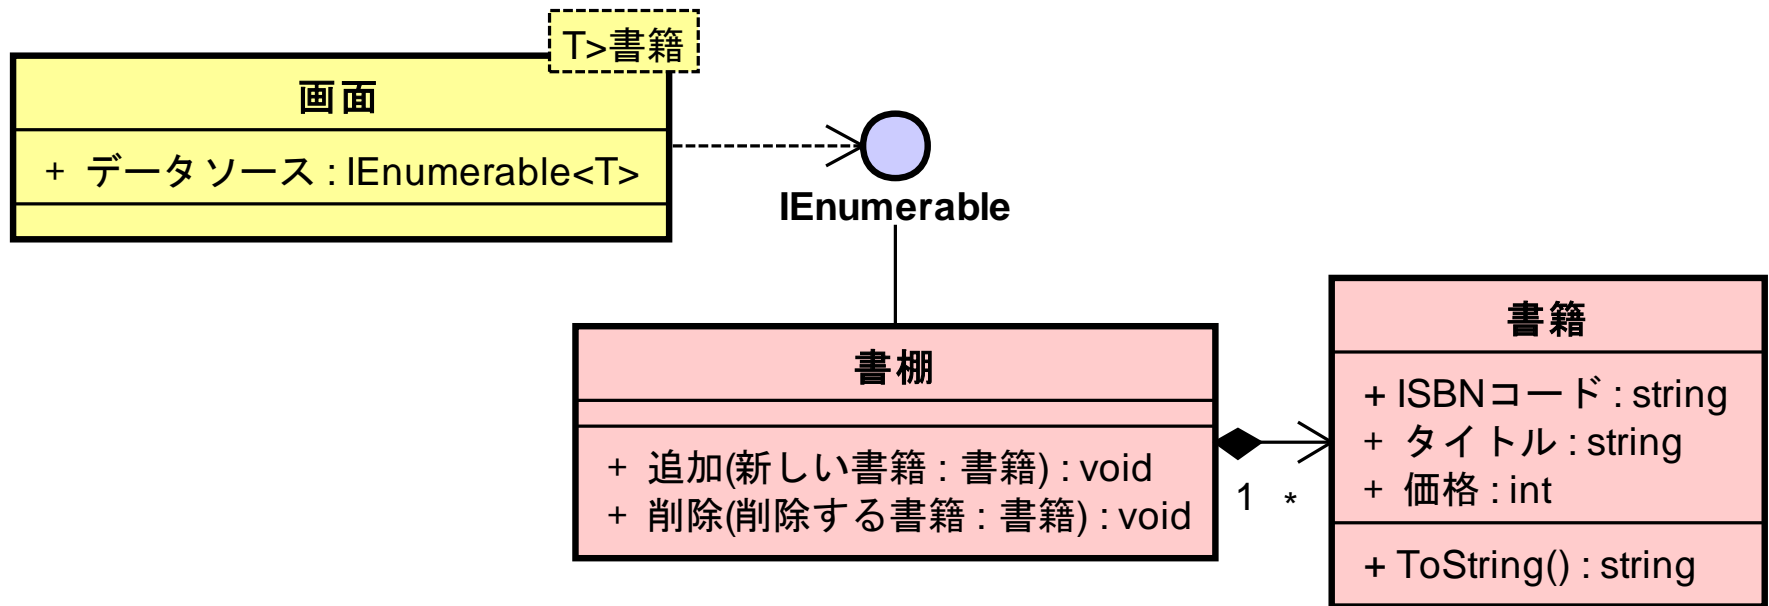 T>書籍
画面
+ データソース : IEnumerable<T>
IEnumerable
書棚
+ 追加(新しい書籍 : 書籍) : void
+ 削除(削除する書籍 : 書籍) : void
1 *
書籍
+ ISBNコード : string
+ タイトル : string
+ 価格 : int
+ ToString() : string